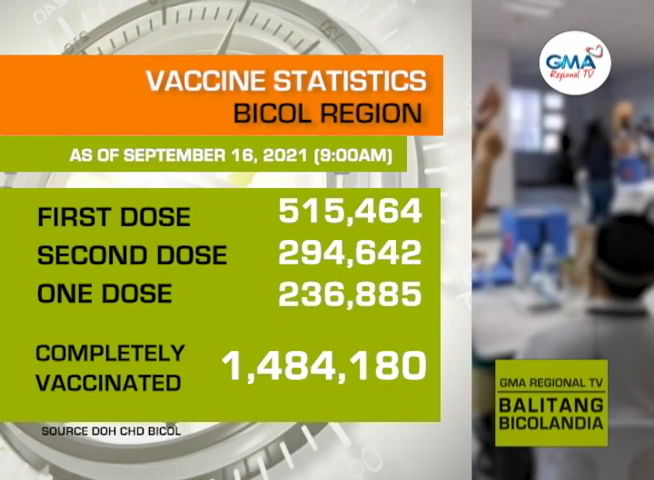 GMA
Regional TV
VACCINE STATISTICS
BICOL REGION
AS OF SEPTEMBER 16, 2021 (9:00AM)
FIRST DOSE 515,464
SECOND DOSE 294,642
ONE DOSE 236,885
COMPLETELY VACCINATED 1,484,180
SOURCE DOH CHD BICOL
GMA REGIONAL TV
BALITANG
BICOLANDIA